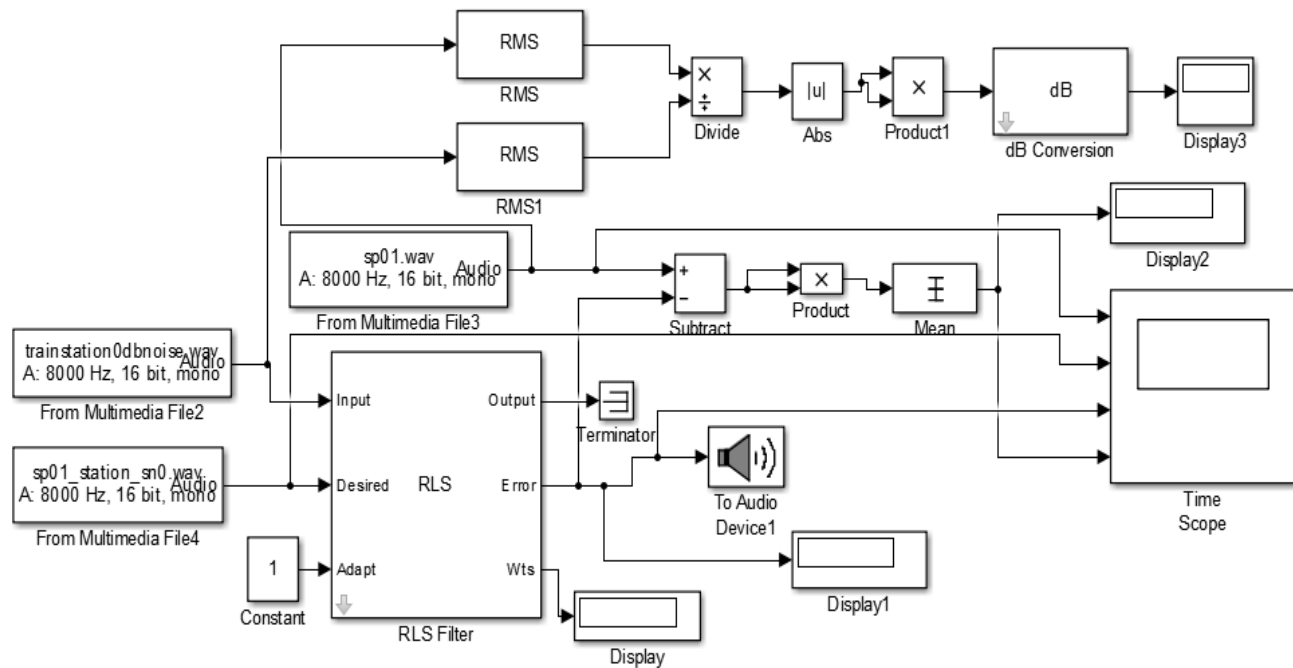 RMS
RMS
RMS
RMS1
×
÷
Divide
|u|
Abs
×
Product1
dB
dB Conversion
Display3
Display2
sp01.wav
Audio
A: 8000 Hz, 16 bit, mono
From Multimedia File3
+
−
Subtract
×
Product
Mean
trainstation0dbnoise.wav
Audio
A: 8000 Hz, 16 bit, mono
From Multimedia File2
sp01_station_sn0.wav
Audio
A: 8000 Hz, 16 bit, mono
From Multimedia File4
1
Constant
Input
Desired
Adapt
RLS
Output
Error
Wts
RLS Filter
Terminator
To Audio
Device1
Display1
Display
Time
Scope